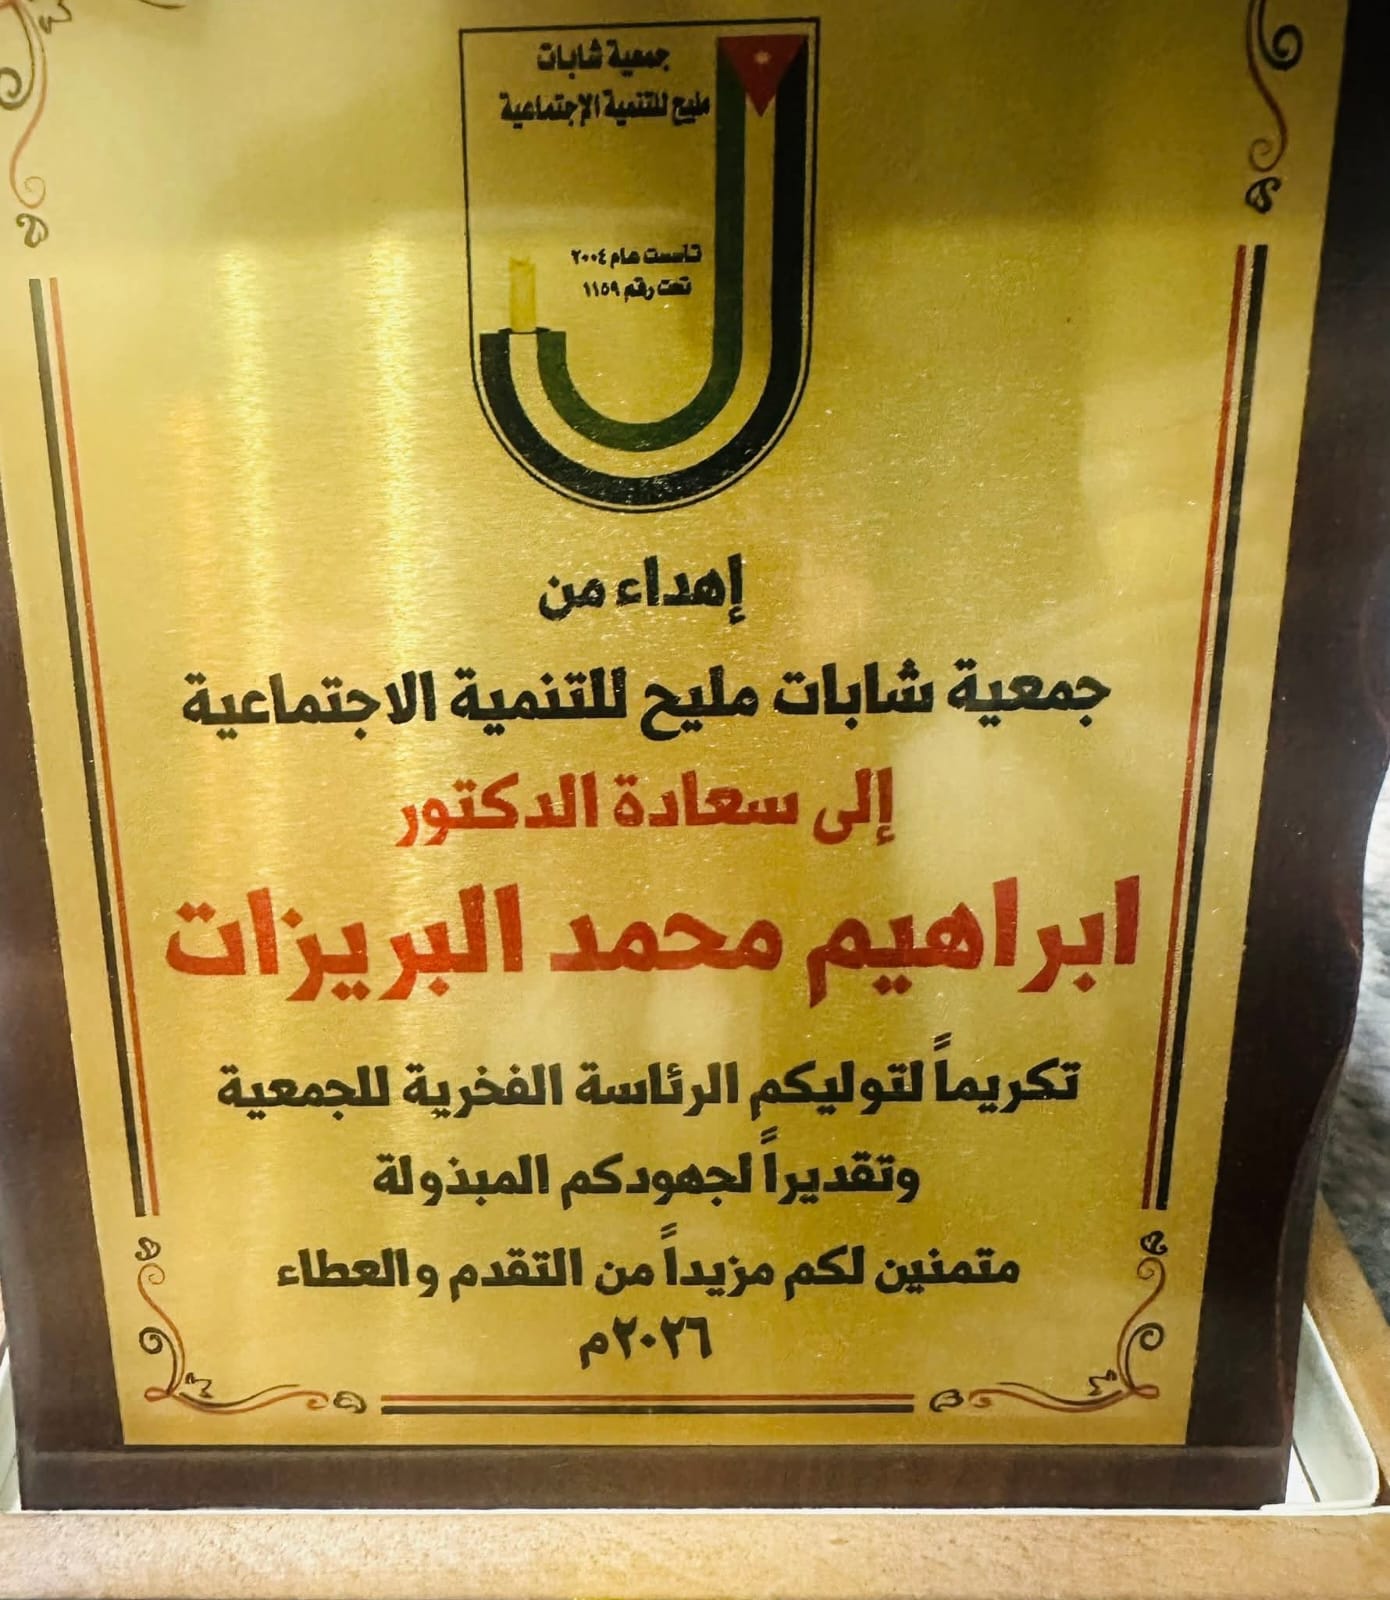 جمعية شابات
مليح للتنمية الإجتماعية
تأسست عام ٢٠٠٤
تحت رقم ١١٥٩
إهداء من
جمعية شابات مليح للتنمية الاجتماعية
إلى سعادة الدكتور
ابراهيم محمد البريزات
تكريماً لتوليكم الرئاسة الفخرية للجمعية
وتقديراً لجهودكم المبذولة
متمنين لكم مزيداً من التقدم والعطاء
٢٠٢٦م